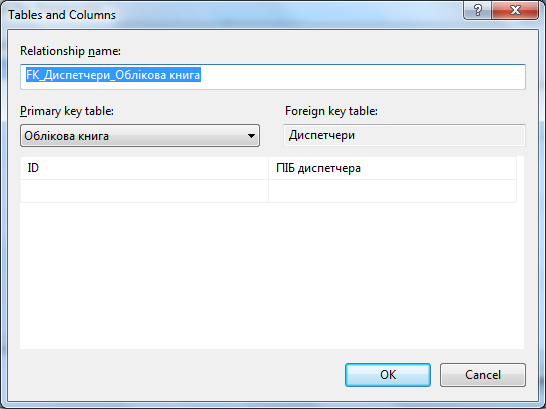 Tables and Columns
Relationship name:
FK_Диспетчери_Облікова книга
Primary key table:
Foreign key table:
Облікова книга
Диспетчери
ID
ПІБ диспетчера
OK
Cancel